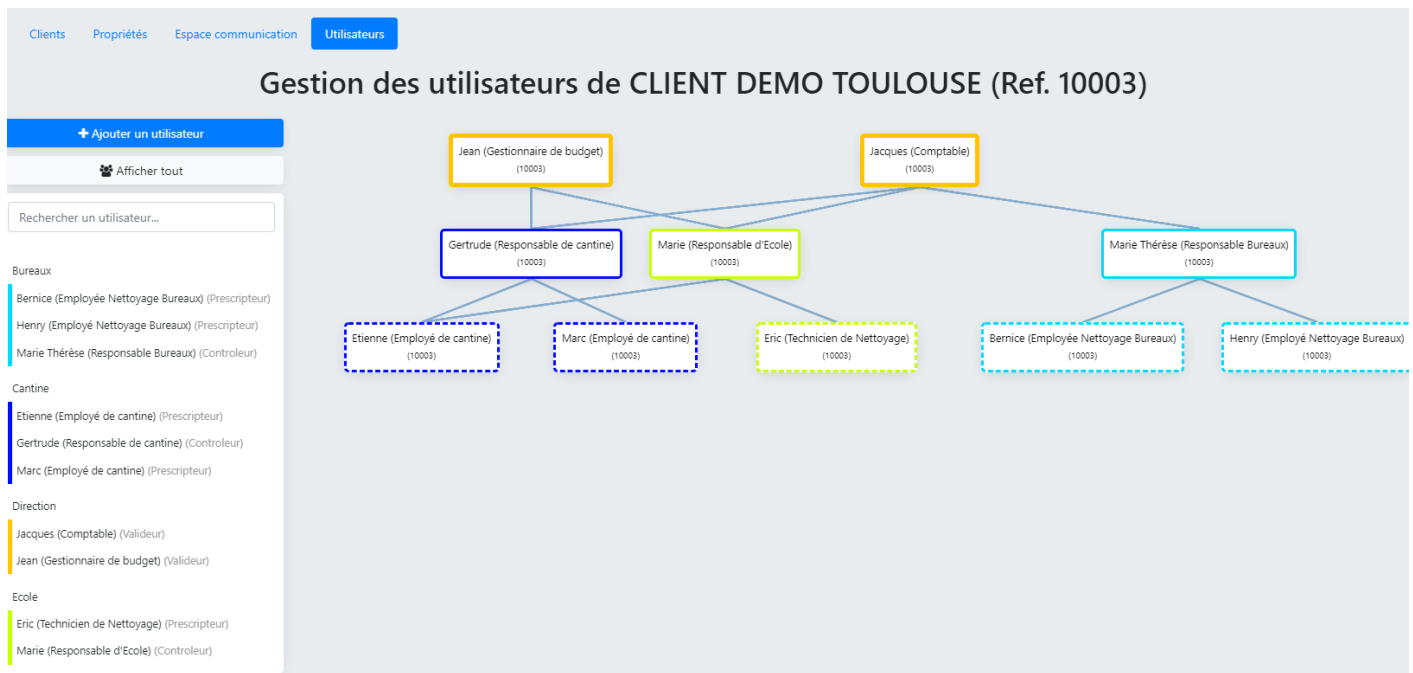 Clients Propriétés Espace communication Utilisateurs
Gestion des utilisateurs de CLIENT DEMO TOULOUSE (Ref. 10003)
Ajouter un utilisateur
Afficher tout
Rechercher un utilisateur...
Bureaux
Bernice (Employée Nettoyage Bureaux) (Prescripteur)
Henry (Employé Nettoyage Bureaux) (Prescripteur)
Marie Thérèse (Responsable Bureaux) (Controleur)
Cantine
Etienne (Employé de cantine) (Prescripteur)
Gertrude (Responsable de cantine) (Controleur)
Marc (Employé de cantine) (Prescripteur)
Direction
Jacques (Comptable) (Valideur)
Jean (Gestionnaire de budget) (Valideur)
Ecole
Eric (Technicien de Nettoyage) (Prescripteur)
Marie (Responsable d'Ecole) (Controleur)
Jean (Gestionnaire de budget)
(10003)
Jacques (Comptable)
(10003)
Gertrude (Responsable de cantine)
(10003)
Marie (Responsable d'Ecole)
(10003)
Marie Thérèse (Responsable Bureaux)
(10003)
Etienne (Employé de cantine)
(10003)
Marc (Employé de cantine)
(10003)
Eric (Technicien de Nettoyage)
(10003)
Bernice (Employée Nettoyage Bureaux)
(10003)
Henry (Employé Nettoyage Bureaux)
(10003)